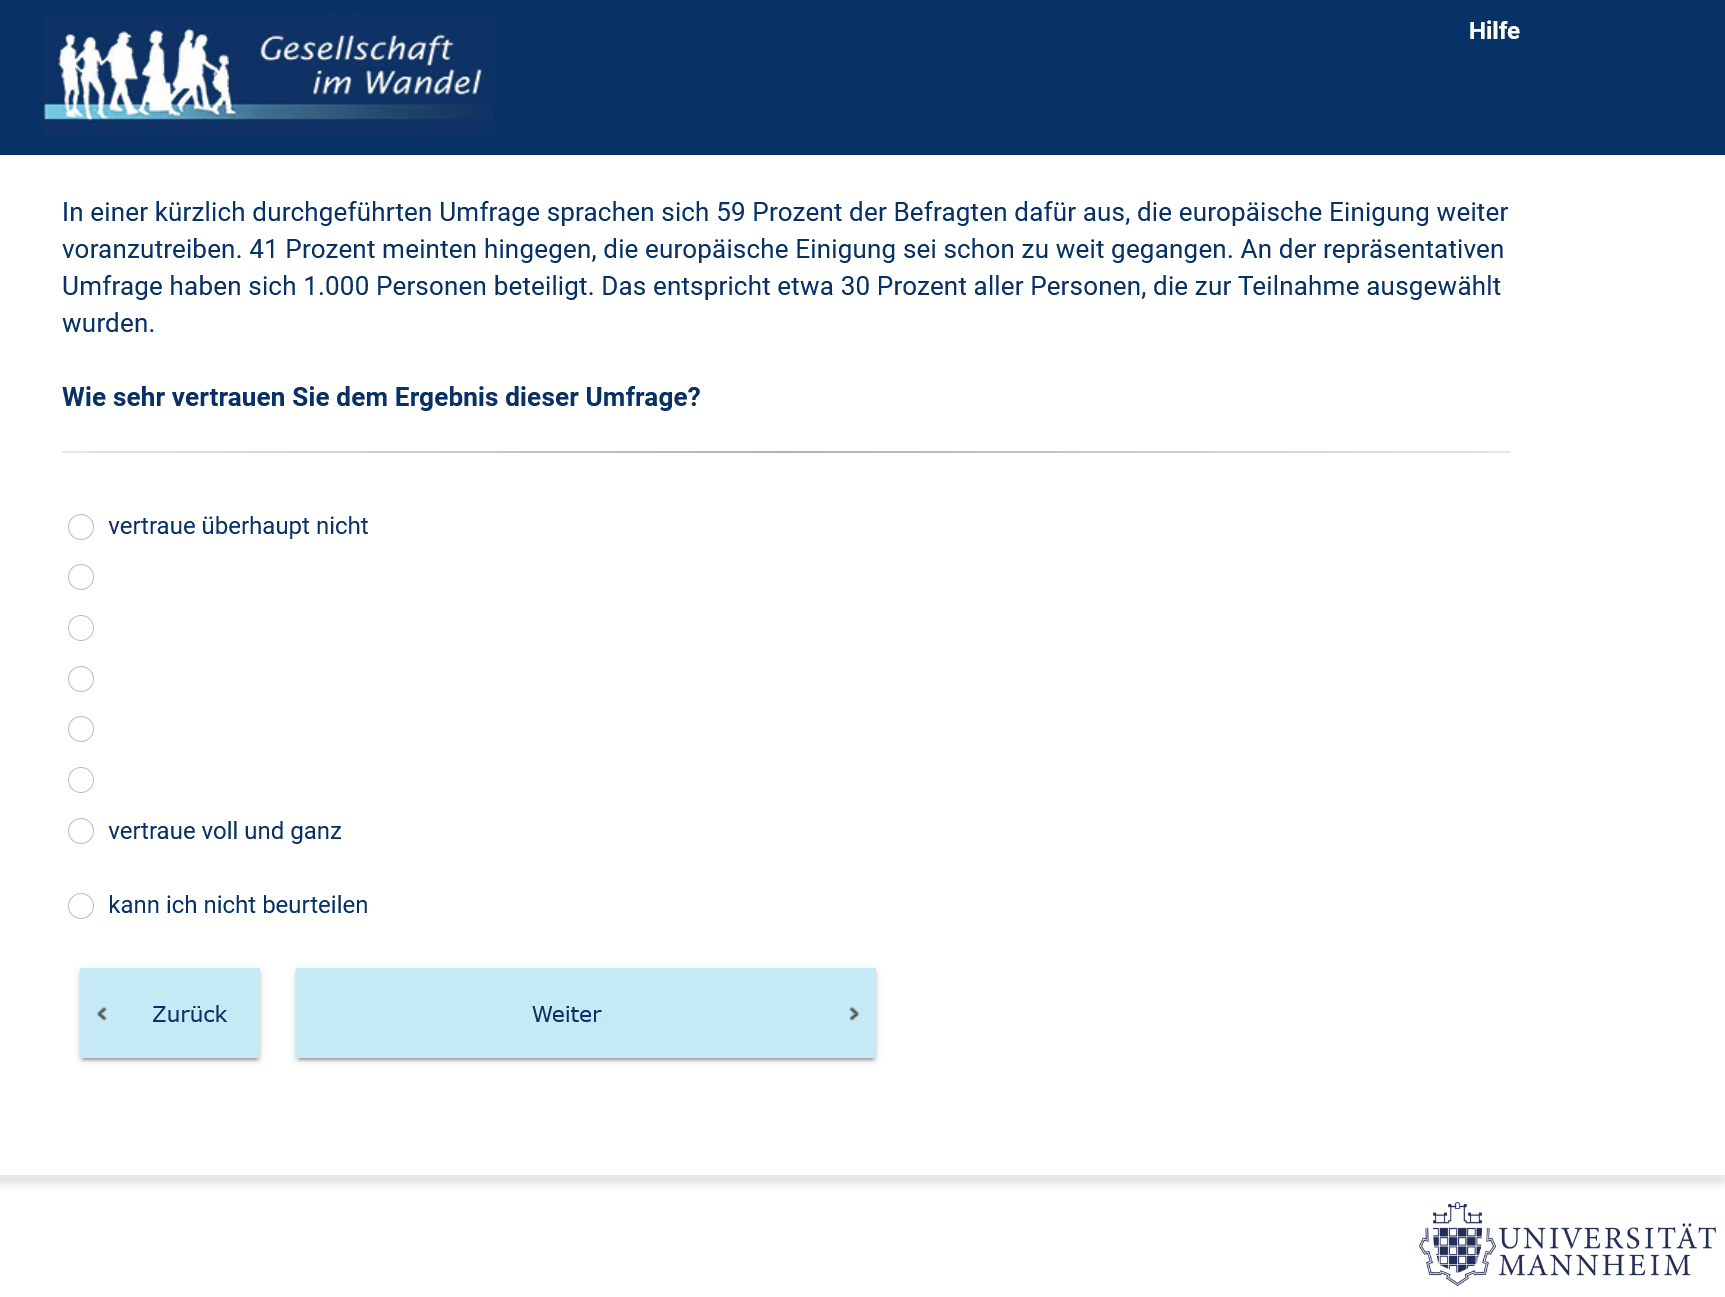 Gesellschaft
im Wandel
Hilfe
In einer kürzlich durchgeführten Umfrage sprachen sich 59 Prozent der Befragten dafür aus, die europäische Einigung weiter
voranzutreiben. 41 Prozent meinten hingegen, die europäische Einigung sei schon zu weit gegangen. An der repräsentativen
Umfrage haben sich 1.000 Personen beteiligt. Das entspricht etwa 30 Prozent aller Personen, die zur Teilnahme ausgewählt
wurden.
Wie sehr vertrauen Sie dem Ergebnis dieser Umfrage?
vertraue überhaupt nicht
vertraue voll und ganz
kann ich nicht beurteilen
Zurück
Weiter
UNIVERSITÄT
MANNHEIM